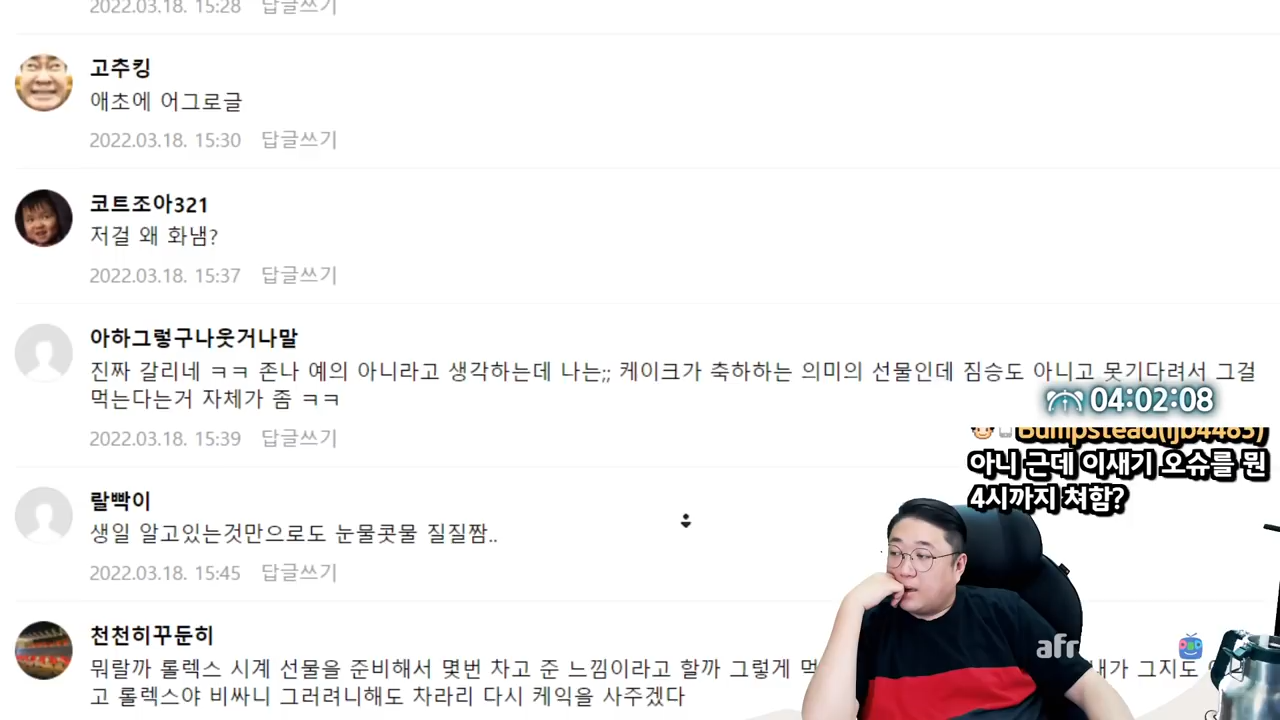 2022.03.18. 15:28 답글쓰기
고추킹
애초에 어그로글
2022.03.18. 15:30 답글쓰기
코트조아321
저걸 왜 화냄?
2022.03.18. 15:37 답글쓰기
아하그렇구나웃거나말
진짜 갈리네 ㅋㅋ 존나 예의 아니라고 생각하는데 나는;; 케이크가 축하하는 의미의 선물인데 짐승도 아니고 못기다려서 그걸
먹는다는거 자체가 좀 ㅋㅋ
04:02:08
2022.03.18. 15:39 답글쓰기
Bumpstead(ljb4485)
아니 근데 이새기 오슈를 뭔
4시까지 쳐함?
랄빡이
생일 알고있는것만으로도 눈물콧물 질질짬..
2022.03.18. 15:45 답글쓰기
천천히꾸둔히
뭐랄까 롤렉스 시계 선물을 준비해서 몇번 차고 준 느낌이라고 할까 그렇게 먹 내가 그지도
고 롤렉스야 비싸니 그러려니해도 차라리 다시 케익을 사주겠다
afr